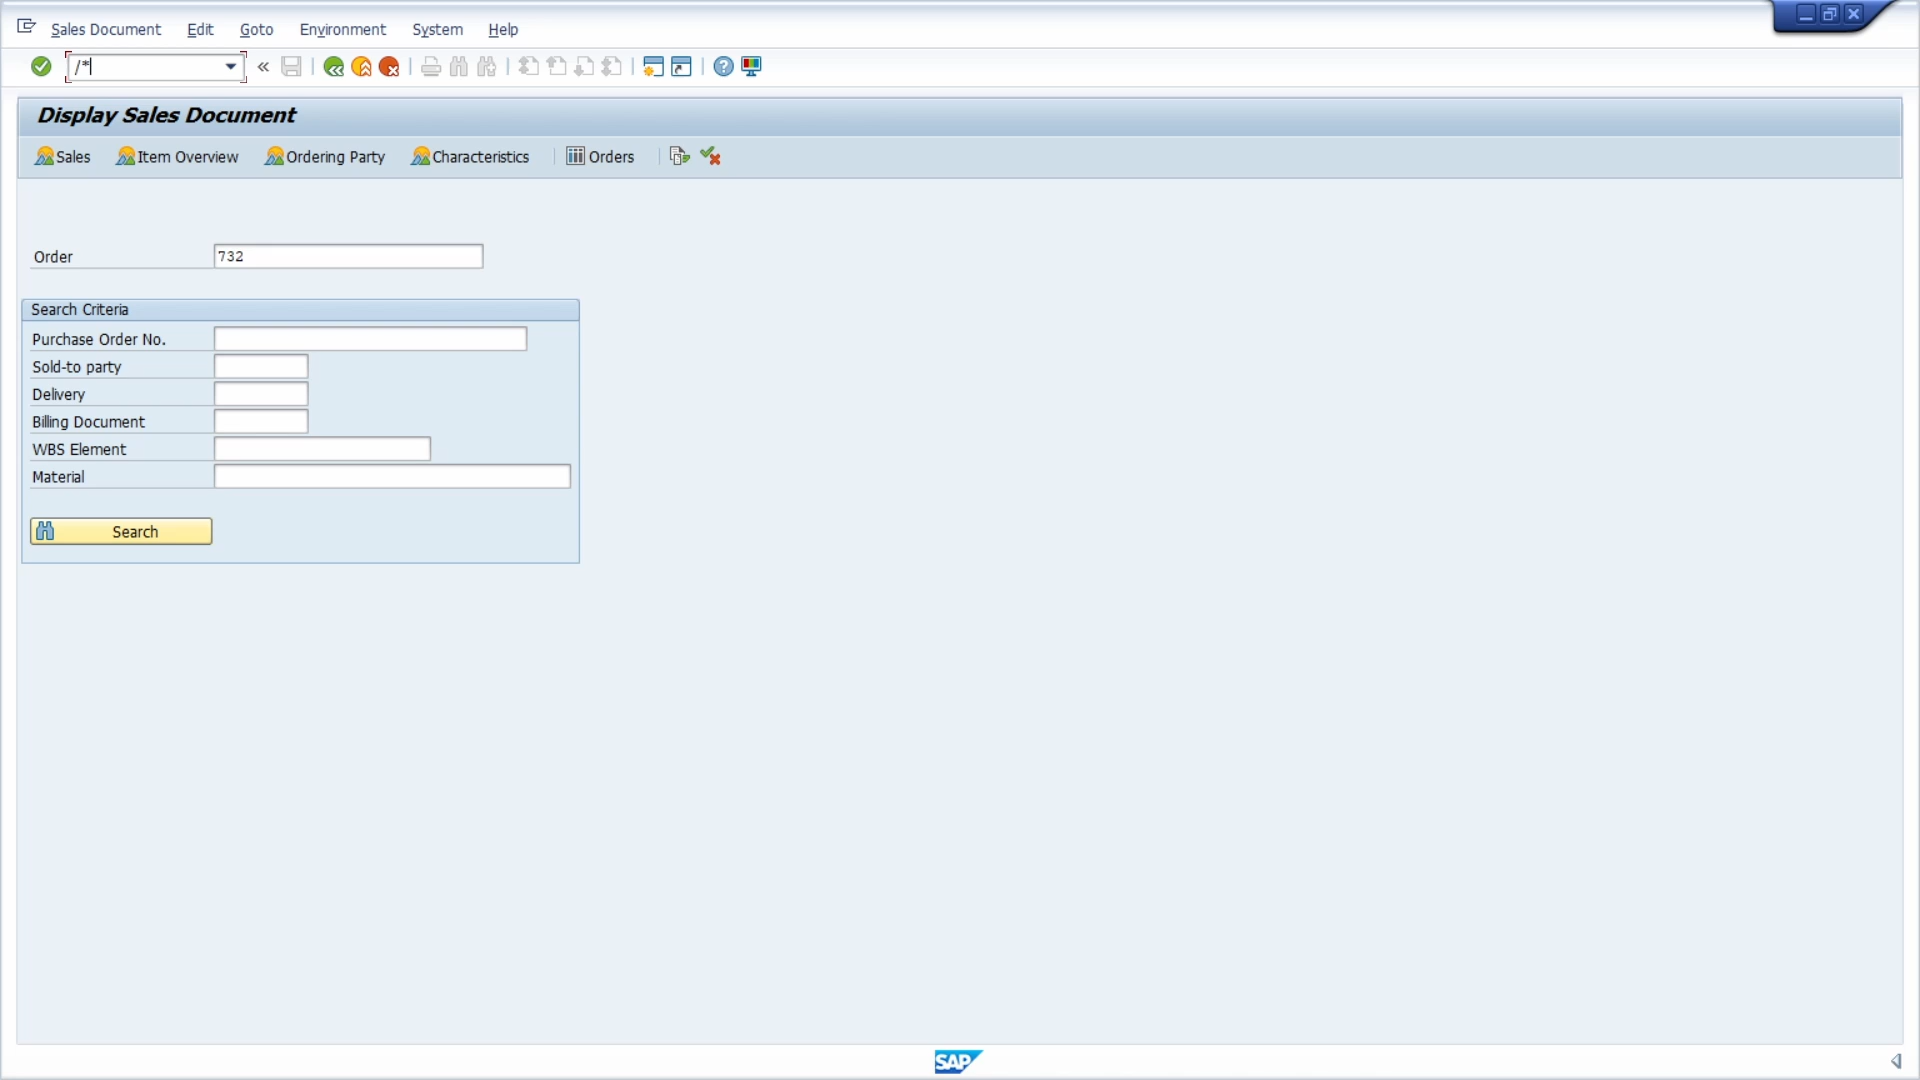 Sales Document Edit Goto Environment System Help
/*
Display Sales Document
Sales Item Overview Ordering Party Characteristics Orders
Order 732
Search Criteria
Purchase Order No.
Sold-to party
Delivery
Billing Document
WBS Element
Material
Search
SAP